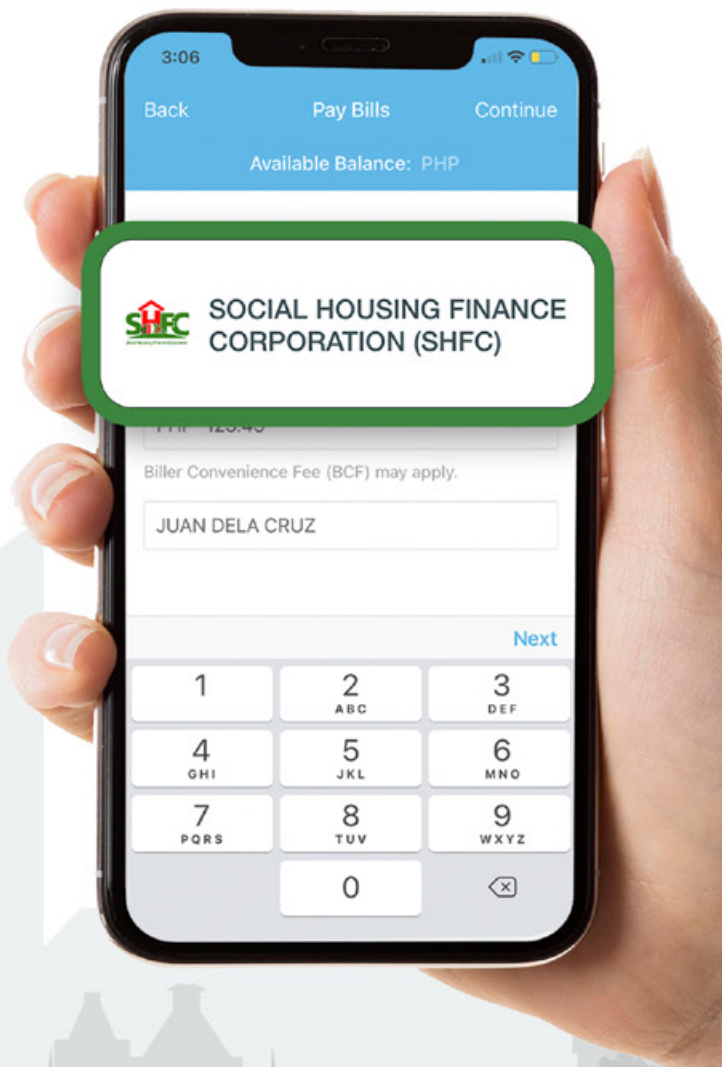 3:06
Back Pay Bills Continue
Available Balance: PHP
SHFC
SOCIAL HOUSING FINANCE
CORPORATION (SHFC)
Biller Convenience Fee (BCF) may apply.
JUAN DELA CRUZ
Next
1 2 3
ABC DEF
4 5 6
GHI JKL MNO
7 8 9
PQRS TUV WXYZ
0